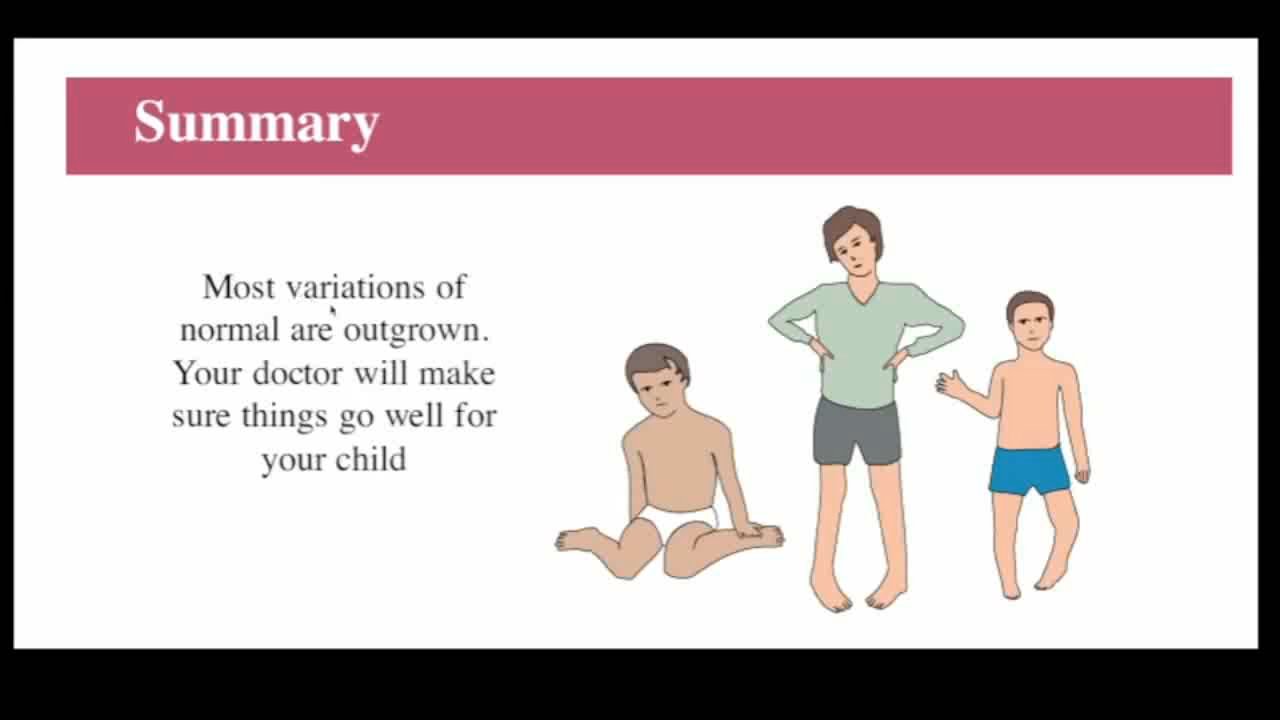 Summary
Most variations of
normal are outgrown.
Your doctor will make
sure things go well for
your child